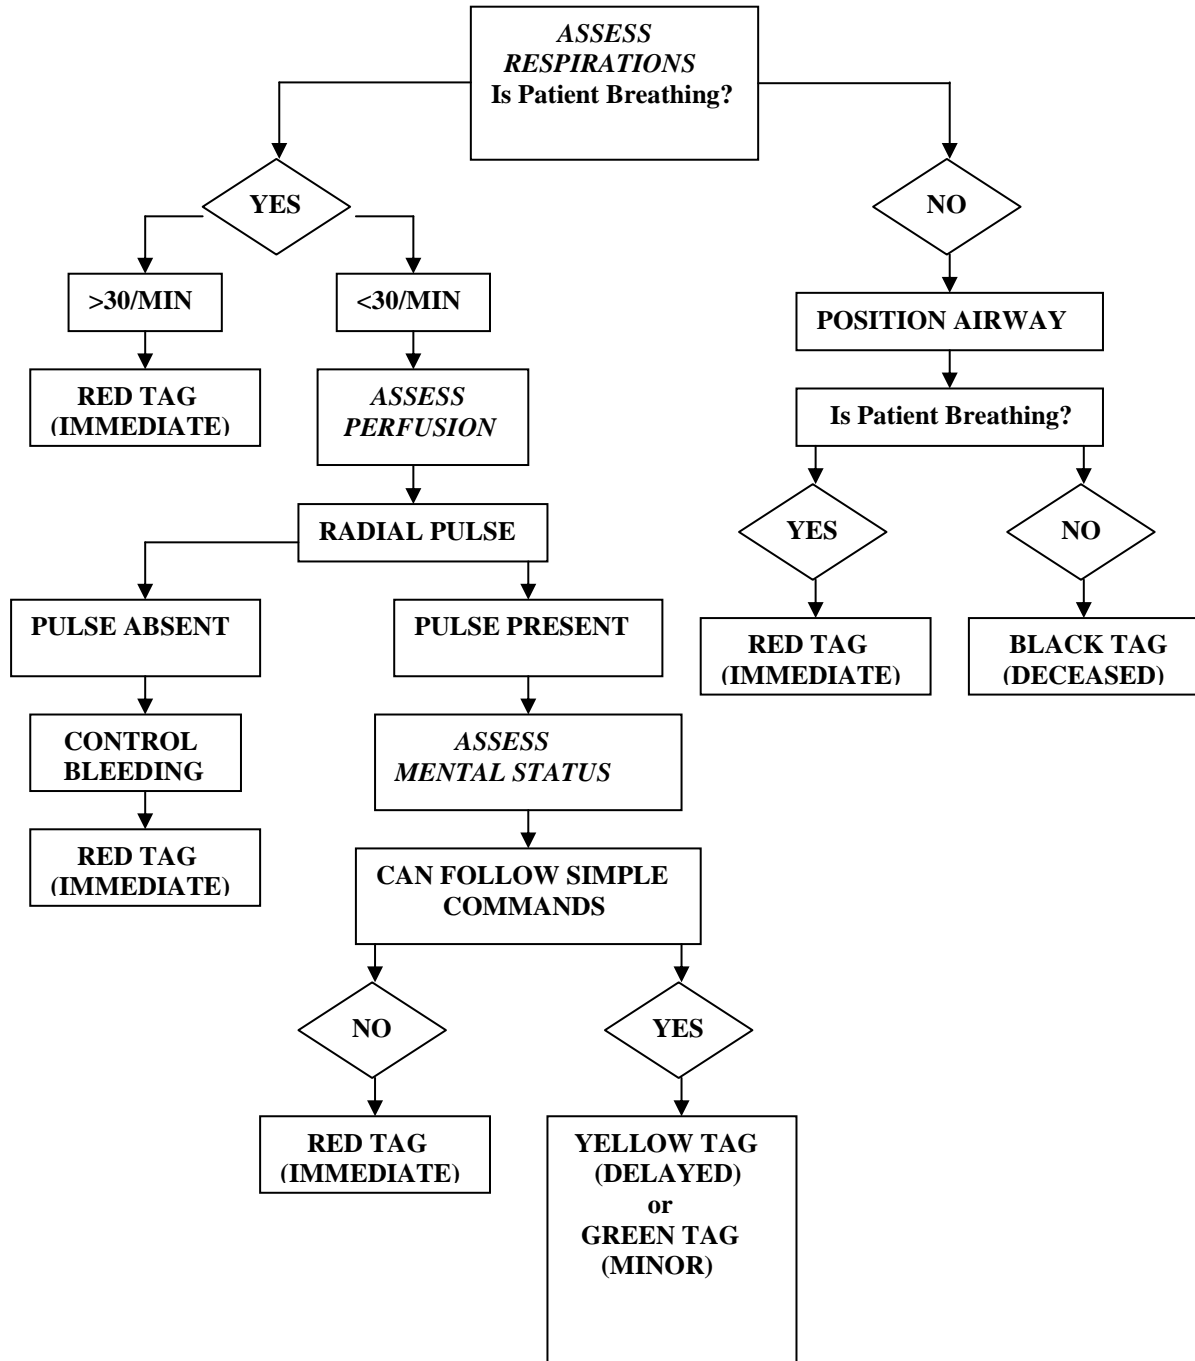 ASSESS
RESPIRATIONS
Is Patient Breathing?
YES
NO
>30/MIN
<30/MIN
POSITION AIRWAY
RED TAG
(IMMEDIATE)
ASSESS
PERFUSION
Is Patient Breathing?
RADIAL PULSE
YES
NO
PULSE ABSENT
PULSE PRESENT
RED TAG
(IMMEDIATE)
BLACK TAG
(DECEASED)
CONTROL
BLEEDING
ASSESS
MENTAL STATUS
RED TAG
(IMMEDIATE)
CAN FOLLOW SIMPLE
COMMANDS
NO
YES
RED TAG
(IMMEDIATE)
YELLOW TAG
(DELAYED)
or
GREEN TAG
(MINOR)